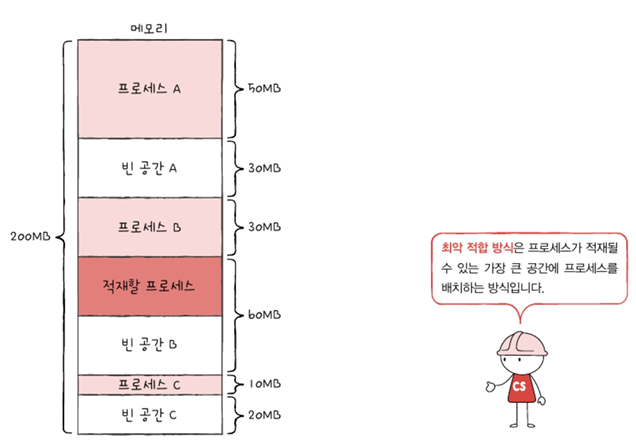 메모리
프로세스 A
50MB
빈 공간 A
30MB
200MB
프로세스 B
30MB
적재할 프로세스
60MB
빈 공간 B
프로세스 C
10MB
빈 공간 C
20MB
최악 적합 방식은 프로세스가 적재될
수 있는 가장 큰 공간에 프로세스를
배치하는 방식입니다.
CS